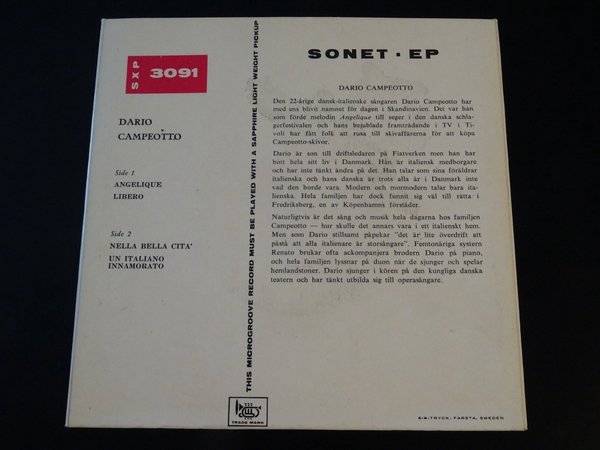 SXP 3091
DARIO
CAMPEOTTO
Side 1
ANGELIQUE
LIBERO
Side 2
NELLA BELLA CITA'
UN ITALIANO
INNAMORATO
THIS MICROGROOVE RECORD MUST BE PLAYED WITH A SAPPHIRE LIGHT WEIGHT PICKUP
TRADE MARK
SONET · EP
DARIO CAMPEOTTO
Den 22-årige dansk-italienske sångaren Dario Campeotto har
med ens blivit namnet för dagen i Skandinavien. Det var han
som förde melodin Angelique till seger i den danska schla-
gerfestivalen och hans bejublade framträdande i TV i Ti-
voli har fått folk att rusa till skivaffärerna för att köpa
Campeotto-skivor.
Dario är son till driftsledaren på Fiatverken men han har
bott hela sitt liv i Danmark. Han är italiensk medborgare
och har inte tänkt ändra på det. Han talar som sina föräldrar
italienska och hans danska är trots alla år i Danmark inte
vad den borde vara. Modern och mormodern talar bara ita-
lienska. Hela familjen har dock funnit sig väl till rätta i
Fredriksberg, en av Köpenhamns förstäder.
Naturligtvis är det sång och musik hela dagarna hos familjen
Campeotto — hur skulle det annars vara i ett italienskt hem.
Men som Dario stillsamt påpekar "det är lite överdrift att
påstå att alla italienare är storsångare". Femtonåriga systern
Renato brukar ofta ackompanjera brodern Dario på piano,
och hela familjen lyssnar på duon när de sjunger och spelar
hemlandstoner. Dario sjunger i kören på den kungliga danska
teatern och har tänkt utbilda sig till operasångare.
TRYCK, FARSTA, SWEDEN